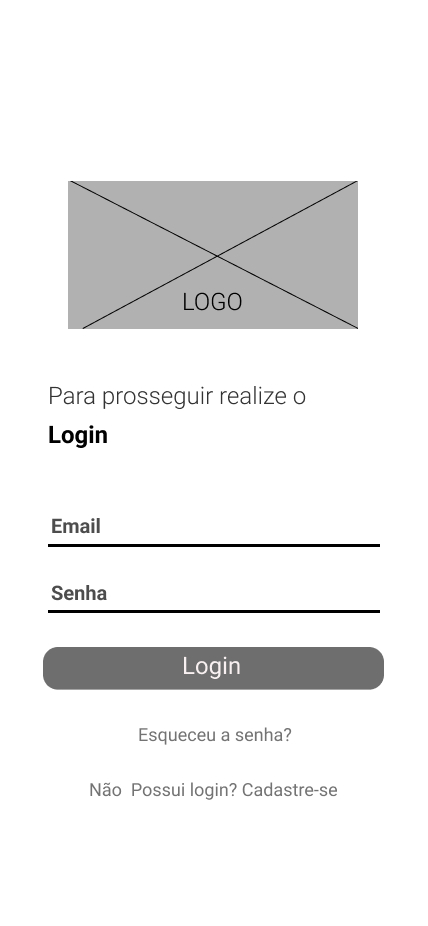 LOGO
Para prosseguir realize o
Login
Email
Senha
Login
Esqueceu a senha?
Não  Possui login? Cadastre-se